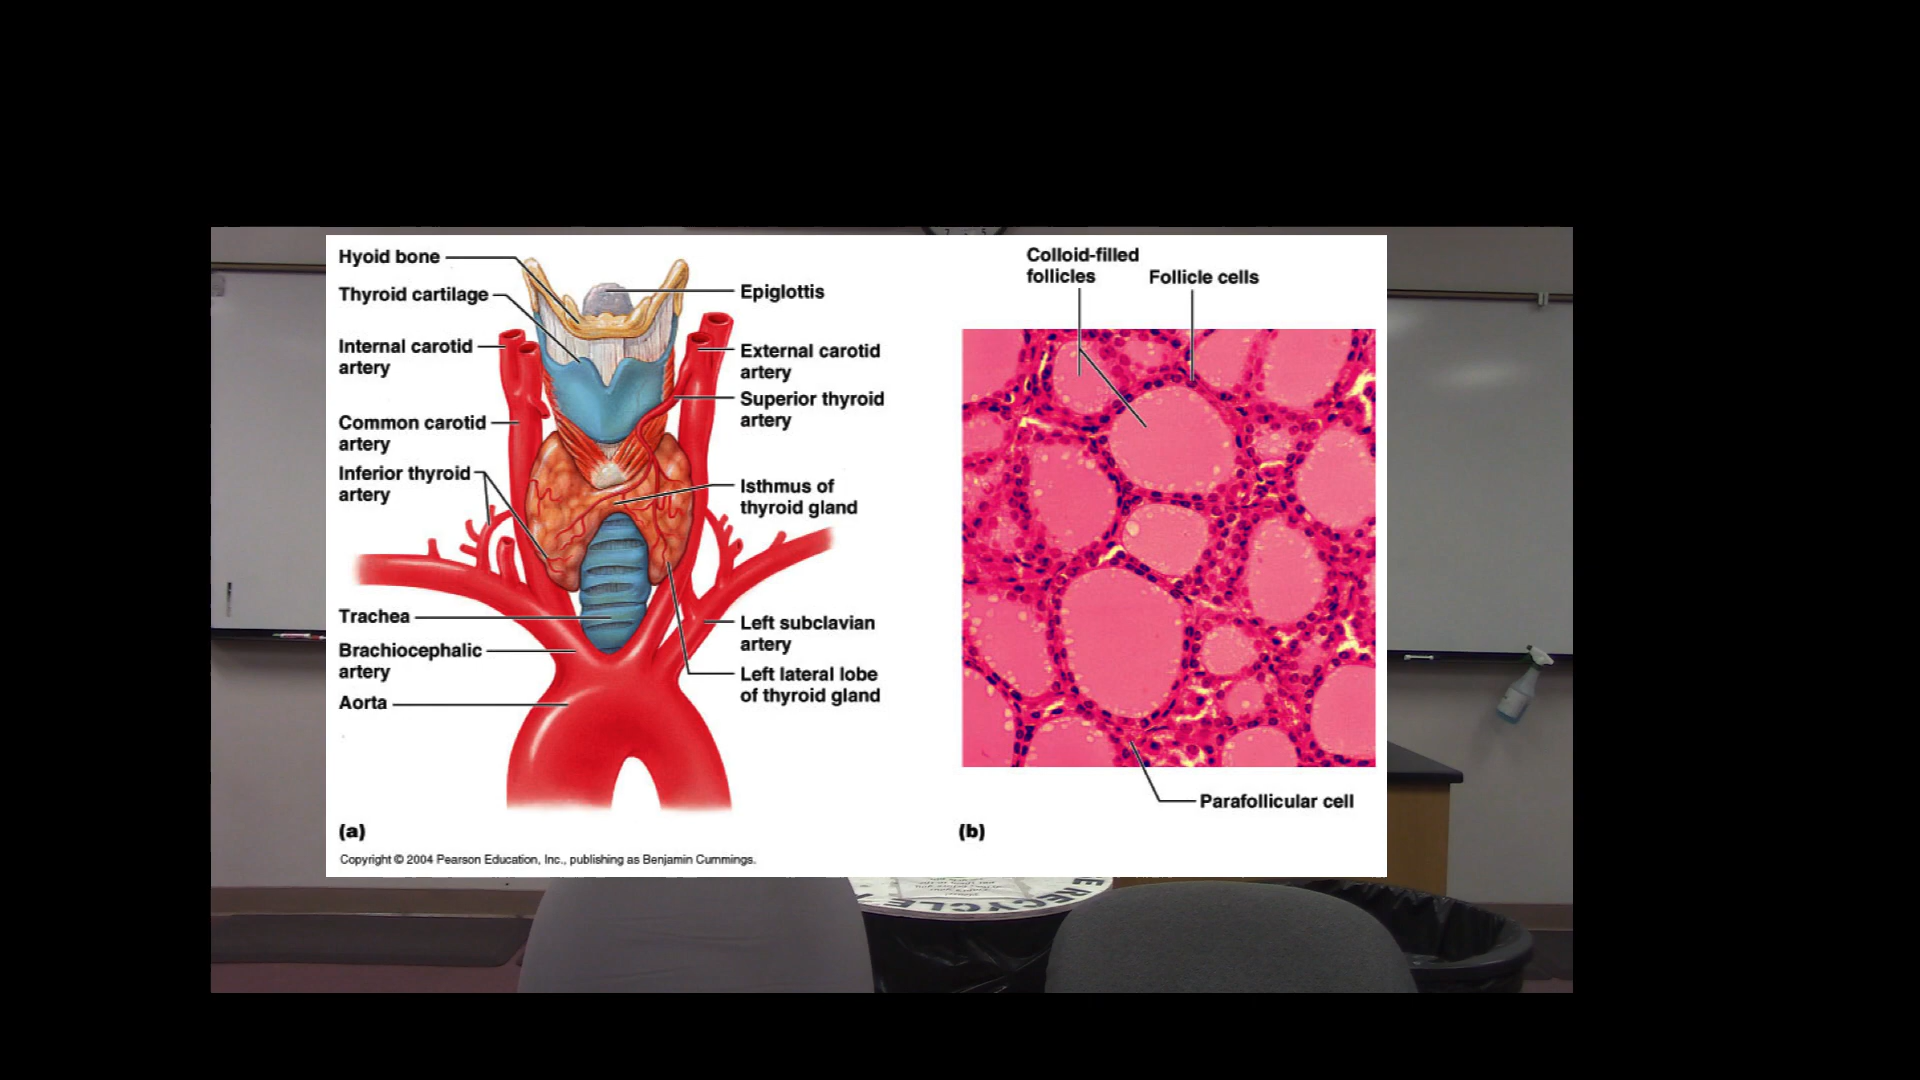 Hyoid bone
Thyroid cartilage
Internal carotid
artery
Common carotid
artery
Inferior thyroid
artery
Trachea
Brachiocephalic
artery
Aorta
Epiglottis
External carotid
artery
Superior thyroid
artery
Isthmus of
thyroid gland
Left subclavian
artery
Left lateral lobe
of thyroid gland
(a)
Copyright © 2004 Pearson Education, Inc., publishing as Benjamin Cummings.
Colloid-filled
follicles
Follicle cells
Parafollicular cell
(b)
RECYCLE